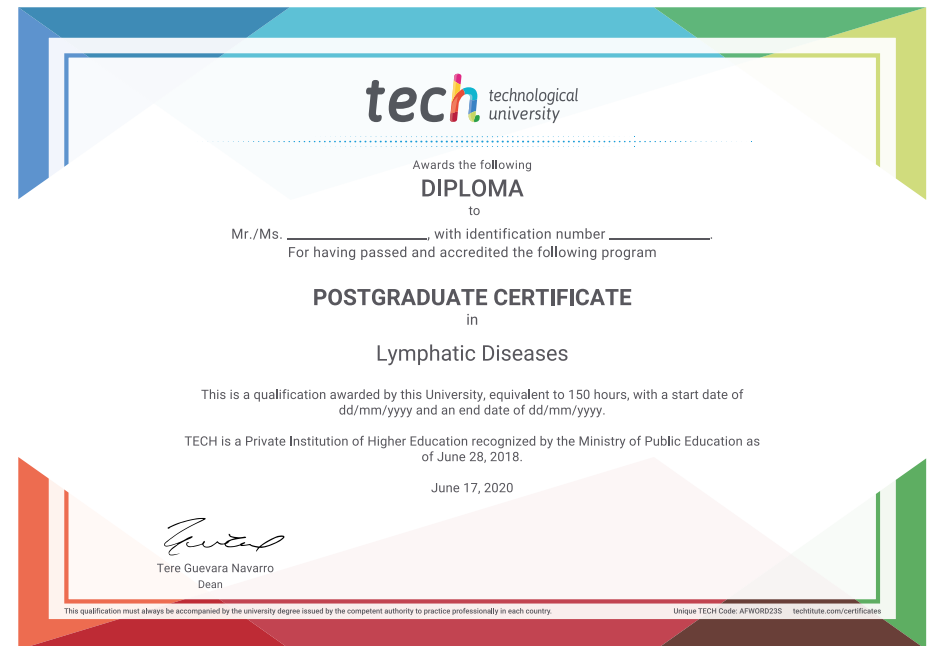 tech technological
university
Awards the following
DIPLOMA
to
Mr./Ms. ____________, with identification number ____________.
For having passed and accredited the following program
POSTGRADUATE CERTIFICATE
in
Lymphatic Diseases
This is a qualification awarded by this University, equivalent to 150 hours, with a start date of
dd/mm/yyyy and an end date of dd/mm/yyyy.
TECH is a Private Institution of Higher Education recognized by the Ministry of Public Education as
of June 28, 2018.
June 17, 2020
Tere Guevara Navarro
Dean
This qualification must always be accompanied by the university degree issued by the competent authority to practice professionally in each country.
Unique TECH Code: AFWORD23S techtitute.com/certificates